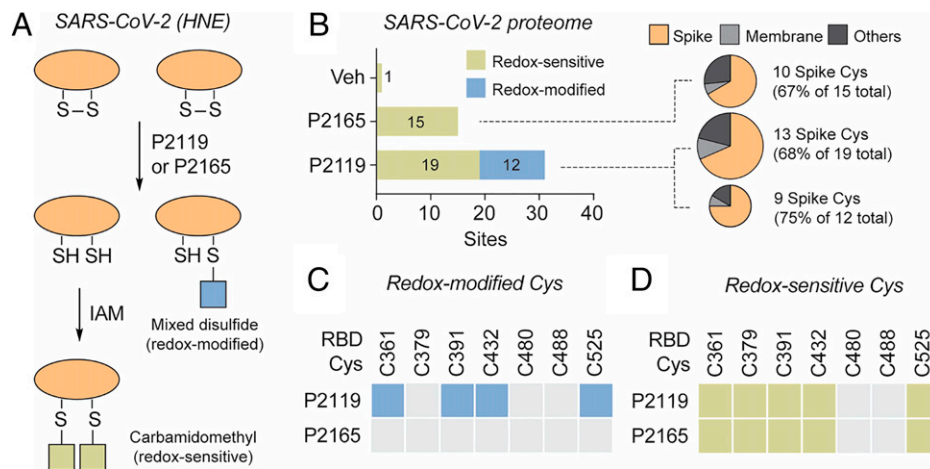 A
SARS-CoV-2 (HNE)
S–S
S–S
P2119
or P2165
SH SH
SH S
IAM
Mixed disulfide
(redox-modified)
S
S
Carbamidomethyl
(redox-sensitive)
B
SARS-CoV-2 proteome
Redox-sensitive
Redox-modified
Veh
1
P2165
15
P2119
19
12
0
10
20
30
40
Sites
Spike
Membrane
Others
10 Spike Cys
(67% of 15 total)
13 Spike Cys
(68% of 19 total)
9 Spike Cys
(75% of 12 total)
C
Redox-modified Cys
RBD
Cys
C361
C379
C391
C432
C480
C488
C525
P2119
P2165
D
Redox-sensitive Cys
RBD
Cys
C361
C379
C391
C432
C480
C488
C525
P2119
P2165